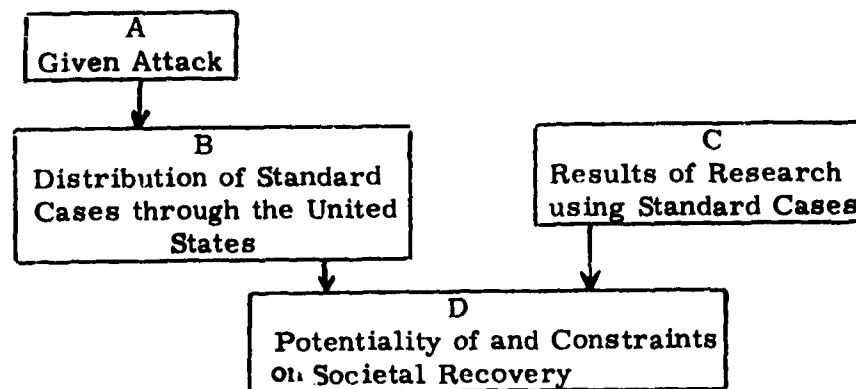 A
Given Attack
B
Distribution of Standard
Cases through the United
States
C
Results of Research
using Standard Cases
D
Potentiality of and Constraints
on Societal Recovery